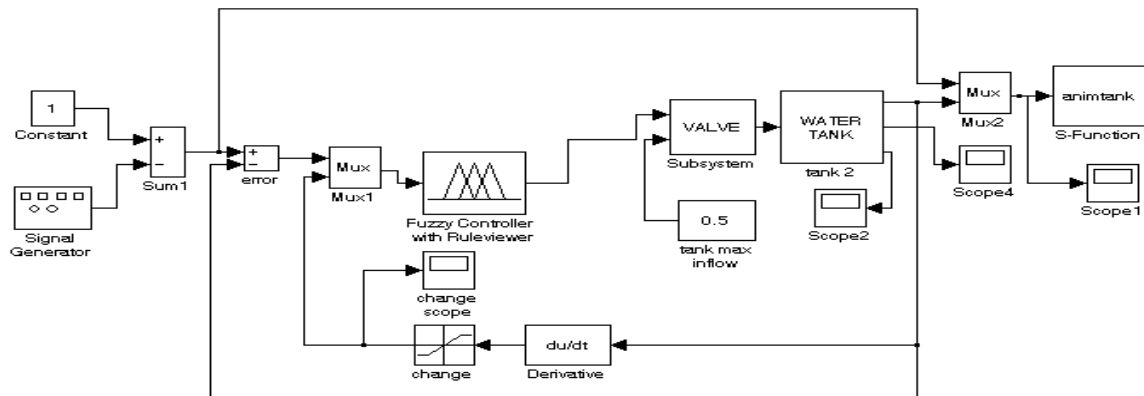 1
Constant
+
−
Sum1
Signal
Generator
+
−
error
Mux
Mux1
Fuzzy Controller
with Ruleviewer
VALVE
Subsystem
0.5
tank max
inflow
WATER
TANK
tank 2
Scope2
Mux
Mux2
animtank
S-Function
Scope4
Scope1
change
scope
change
du/dt
Derivative